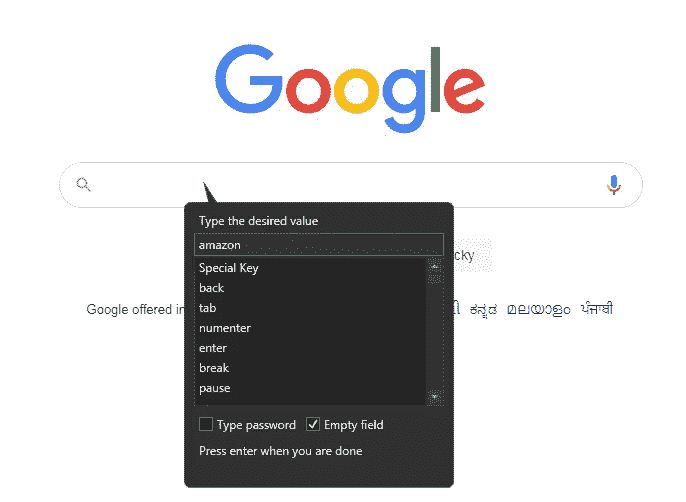 Google
Type the desired value
amazon
cky
Special Key
back
tab
Google offered in
ಕನ್ನಡ മലയാളം ਪੰਜਾਬੀ
numenter
enter
break
pause
Type password
Empty field
Press enter when you are done